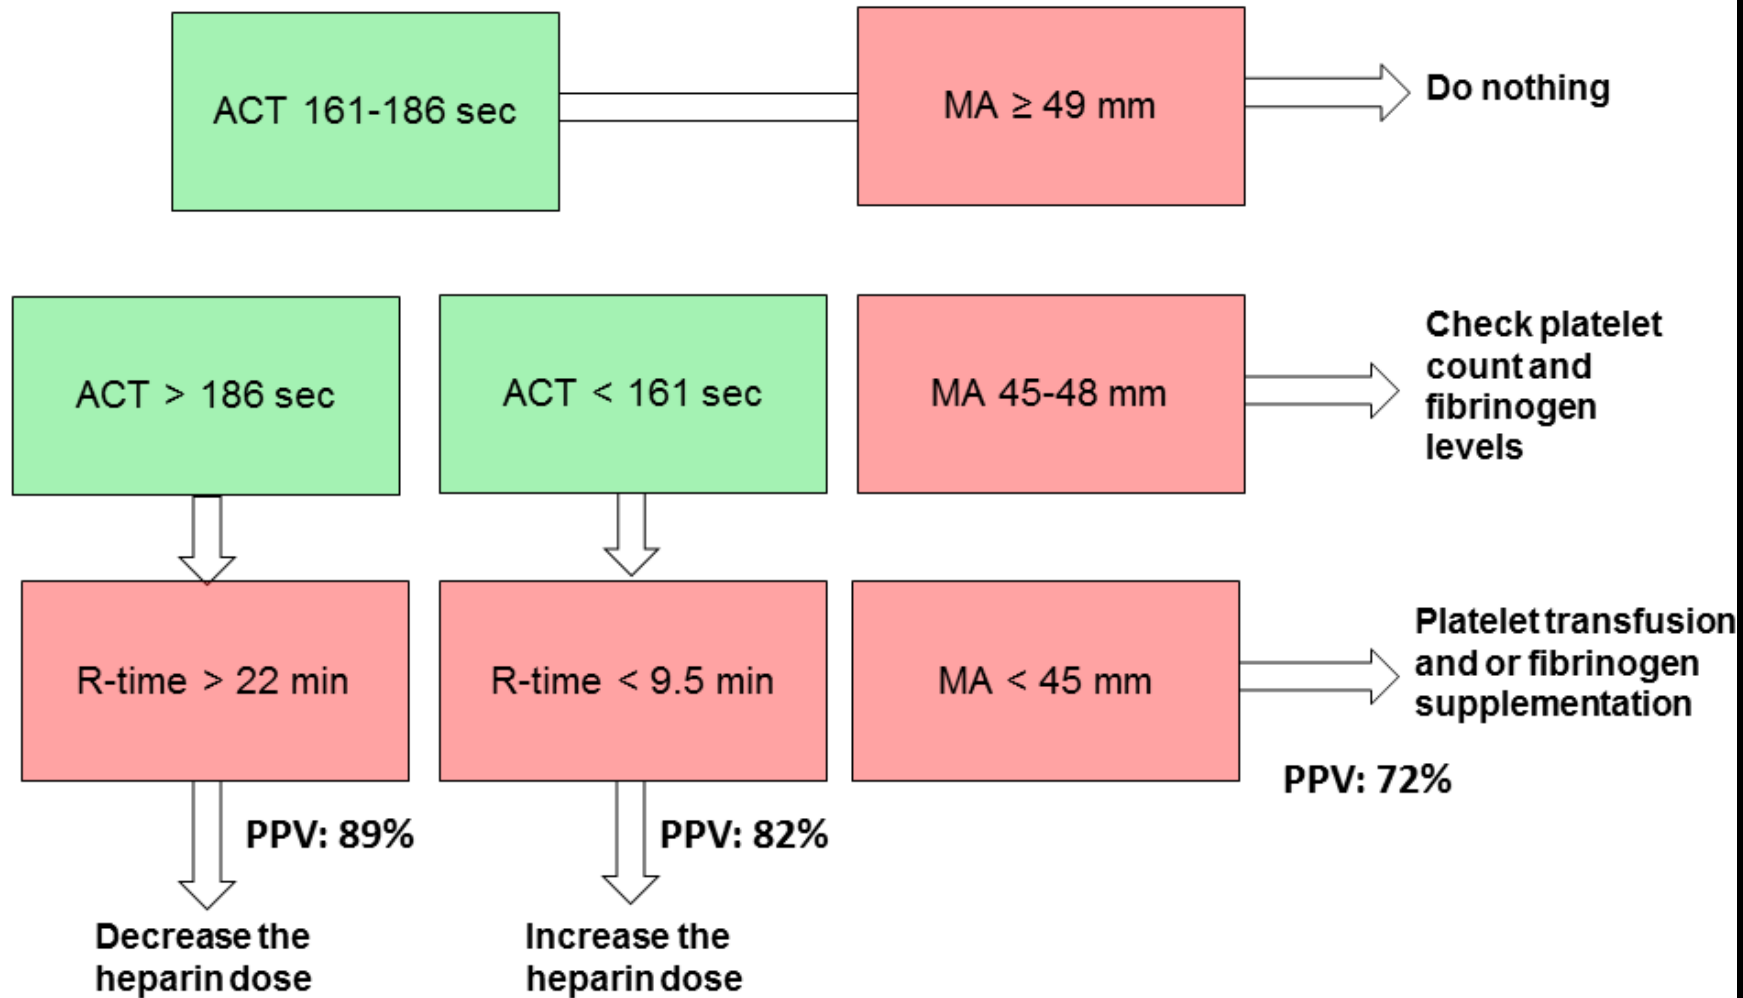 ACT 161-186 sec
MA ≥ 49 mm
Do nothing
ACT > 186 sec
ACT < 161 sec
MA 45-48 mm
Check platelet
count and
fibrinogen
levels
R-time > 22 min
R-time < 9.5 min
MA < 45 mm
Platelet transfusion
and or fibrinogen
supplementation
PPV: 72%
PPV: 89%
PPV: 82%
Decrease the
heparin dose
Increase the
heparin dose